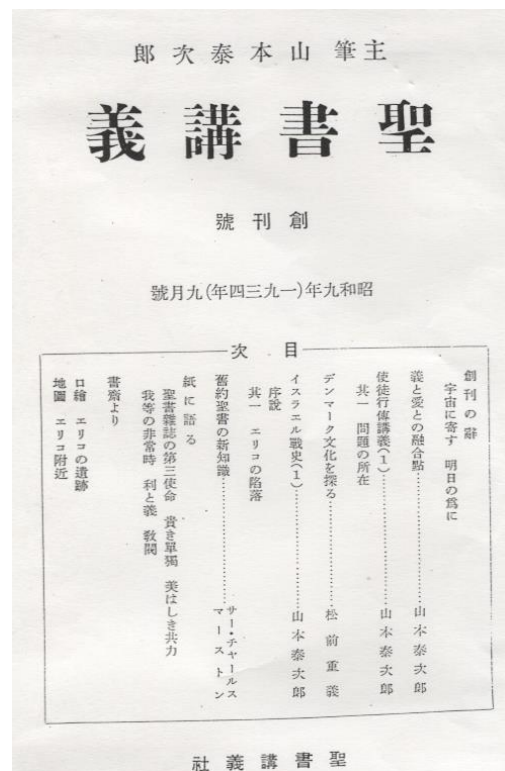 主筆 山本泰次郎
聖書講義
創刊號
昭和九年(一九三四年)九月號
目次
創刊の辭
宇宙に寄す 明日の爲に
義と愛との融合點……山本泰次郎
使徒行傳講義(1)……山本泰次郎
其一 問題の所在
デンマーク文化を探る……松前重義
イスラエル戰史(1)……山本泰次郎
序說
其一 エリコの陷落
舊約聖書の新知識……サー・チャールス マーストン
紙に語る
聖書雜誌の第三使命 貴き單獨 美はしき共力
我等の非常時 利と義 敎閥
書齋より
口繪 エリコの遺跡
地圖 エリコ附近
聖書講義社